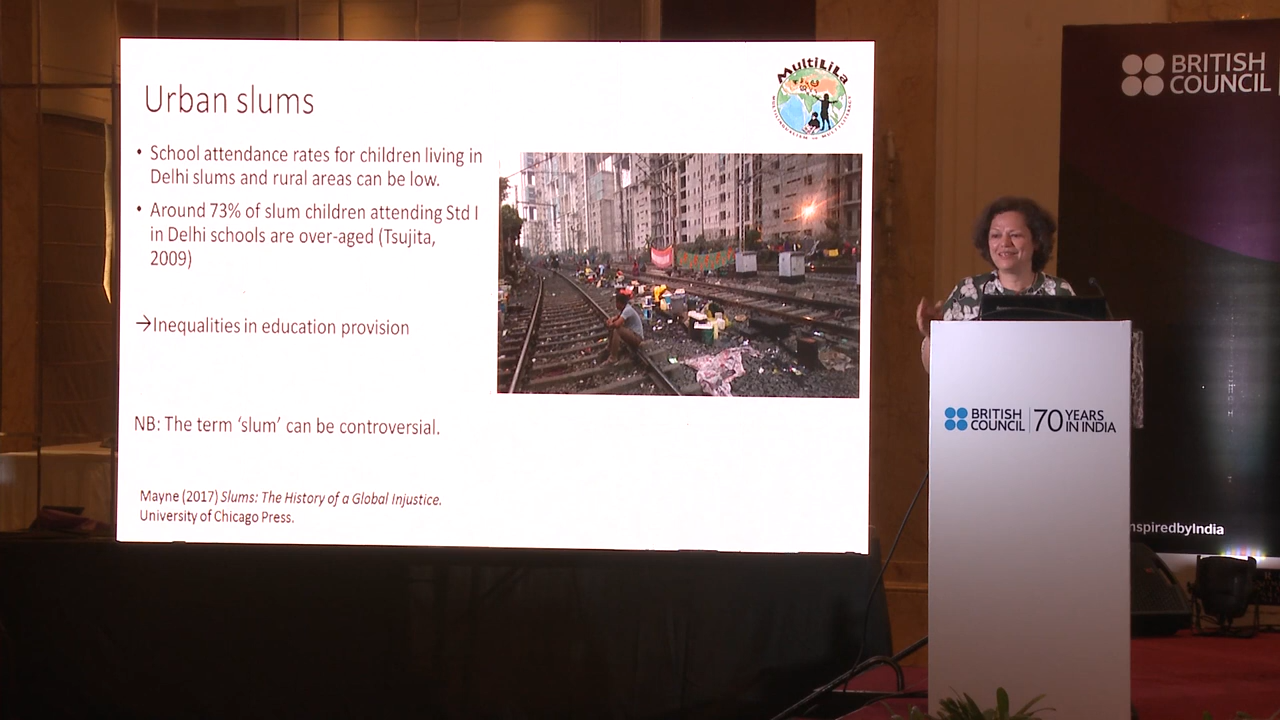 Urban slums
MultiLiLa
MULTILINGUALISM & MULTILITERACY
• School attendance rates for children living in
Delhi slums and rural areas can be low.
• Around 73% of slum children attending Std I
in Delhi schools are over-aged (Tsujita,
2009)
→Inequalities in education provision
NB: The term ‘slum’ can be controversial.
Mayne (2017) Slums: The History of a Global Injustice.
University of Chicago Press.
BRITISH
COUNCIL
BRITISH
COUNCIL
70 YEARS
IN INDIA
nspiredbyIndia